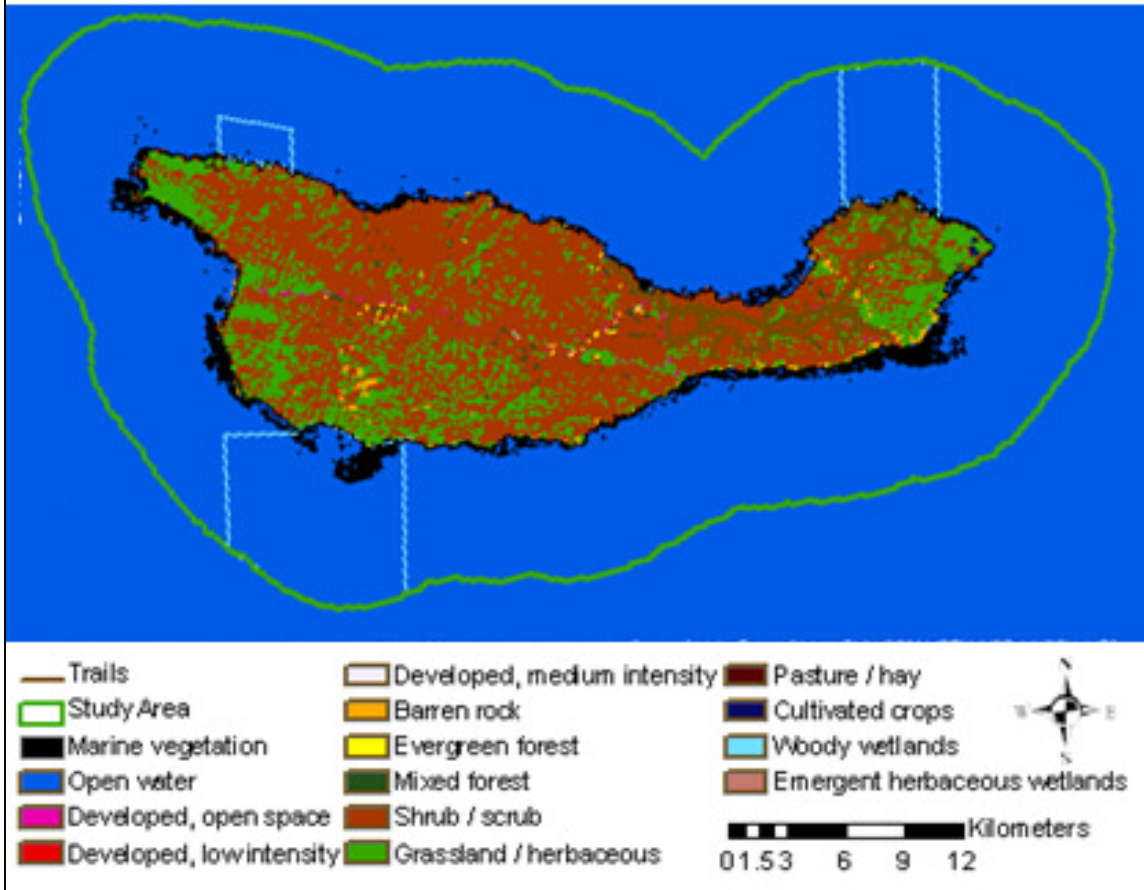 Trails
Study Area
Marine vegetation
Open water
Developed, open space
Developed, low intensity
Developed, medium intensity
Barren rock
Evergreen forest
Mixed forest
Shrub / scrub
Grassland / herbaceous
Pasture / hay
Cultivated crops
Woody wetlands
Emergent herbaceous wetlands
N
W E
S
Kilometers
0 1.5 3 6 9 12